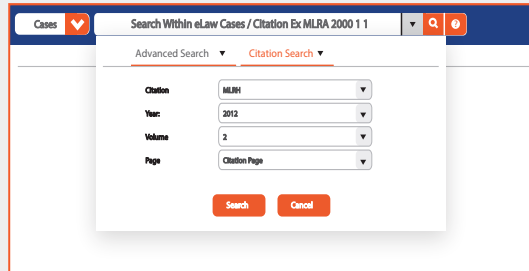 Cases Search Within eLaw Cases / Citation Ex MLRA 2000 1 1 ?
Advanced Search Citation Search
Citation MLRH
Year: 2012
Volume 2
Page Citation Page
Search Cancel